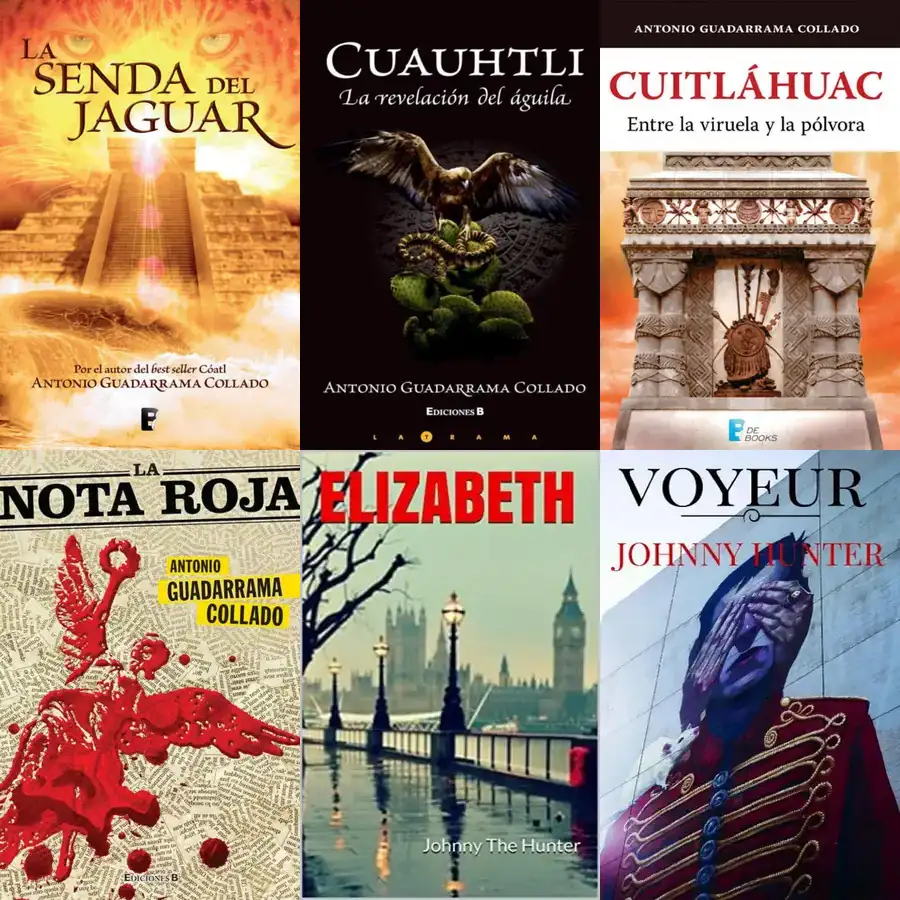 LA
SENDA DEL
JAGUAR
Por el autor del best seller Cóatl
ANTONIO GUADARRAMA COLLADO
B
CUAUHTLI
La revelación del águila
ANTONIO GUADARRAMA COLLADO
EDICIONES B
LA TRAMA
ANTONIO GUADARRAMA COLLADO
CUITLÁHUAC
Entre la viruela y la pólvora
B DE
BOOKS
LA
NOTA ROJA
ANTONIO
GUADARRAMA
COLLADO
EDICIONES B
ELIZABETH
Johnny The Hunter
VOYEUR
JOHNNY HUNTER